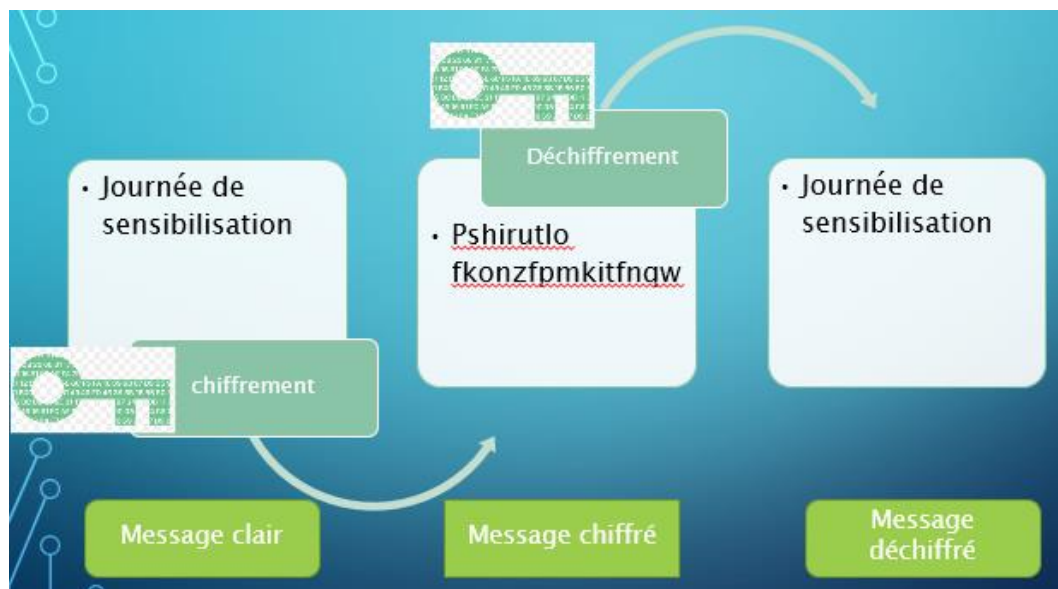 • Journée de
sensibilisation
chiffrement
Message clair
Déchiffrement
• Pshirutlo
fkonzfpmkitfnqw
Message chiffré
• Journée de
sensibilisation
Message
déchiffré